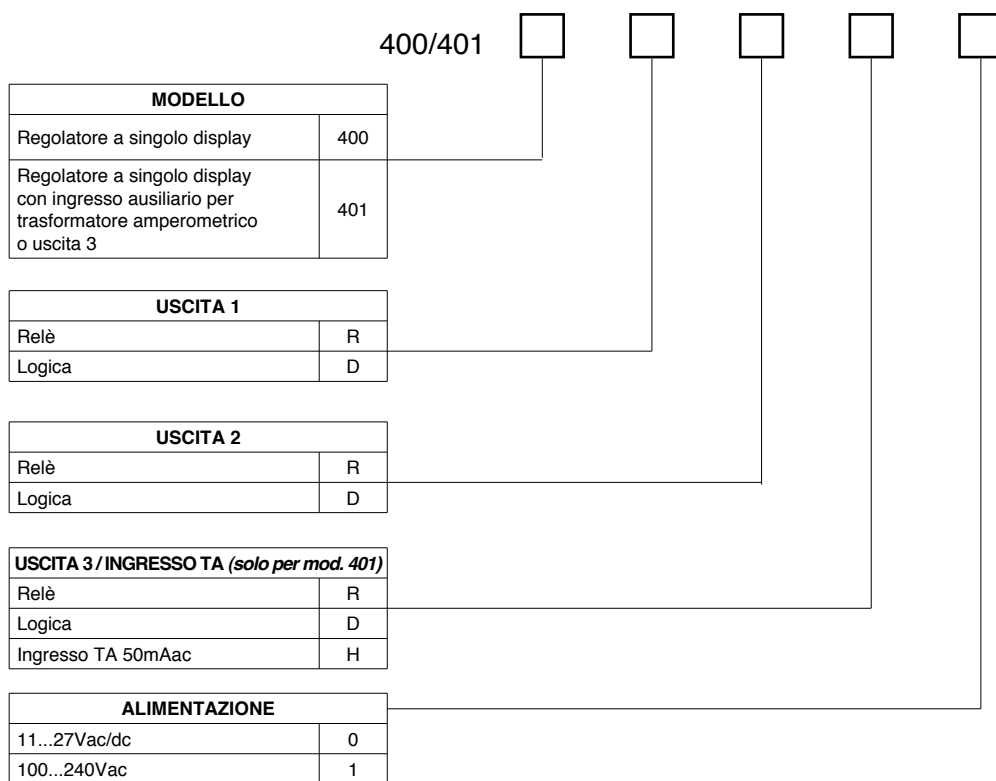 400/401
MODELLO
Regolatore a singolo display 400
Regolatore a singolo display
con ingresso ausiliario per
trasformatore amperometrico
o uscita 3
401
USCITA 1
Relè R
Logica D
USCITA 2
Relè R
Logica D
USCITA 3 / INGRESSO TA (solo per mod. 401)
Relè R
Logica D
Ingresso TA 50mAac H
ALIMENTAZIONE
11...27Vac/dc 0
100...240Vac 1